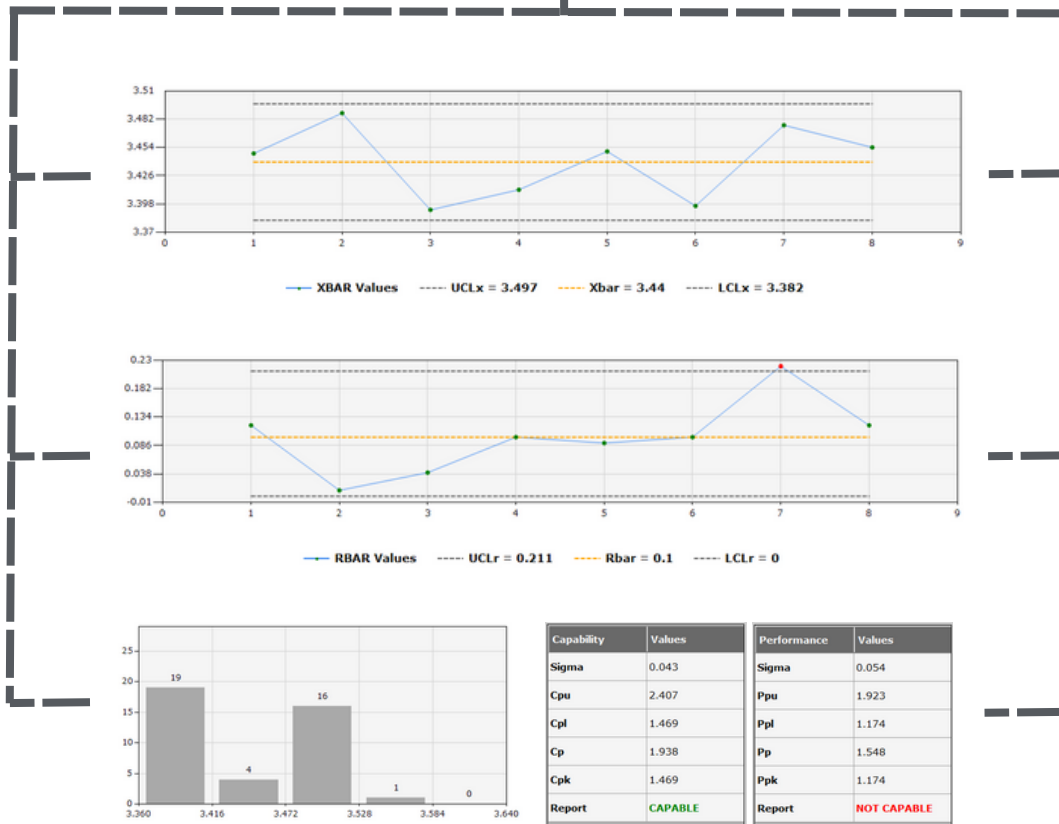 3.51
3.482
3.454
3.426
3.398
3.37
0 1 2 3 4 5 6 7 8 9
XBAR Values UCLx = 3.497 Xbar = 3.44 LCLx = 3.382
0.23
0.182
0.134
0.086
0.038
-0.01
0 1 2 3 4 5 6 7 8 9
RBAR Values UCLr = 0.211 Rbar = 0.1 LCLr = 0
25
20
15
10
5
0
19 4 16 1 0
3.360 3.416 3.472 3.528 3.584 3.640
Capability Values
Sigma 0.043
Cpu 2.407
Cpl 1.469
Cp 1.938
Cpk 1.469
Report CAPABLE
Performance Values
Sigma 0.054
Ppu 1.923
Ppl 1.174
Pp 1.548
Ppk 1.174
Report NOT CAPABLE